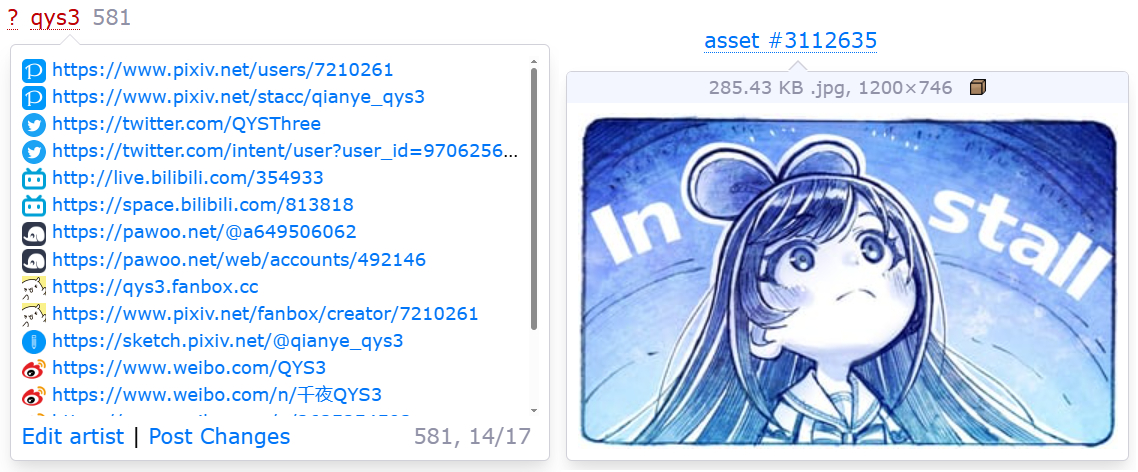 ? qys3 581
https://www.pixiv.net/users/7210261
https://www.pixiv.net/stacc/qianye_qys3
https://twitter.com/QYSThree
https://twitter.com/intent/user?user_id=9706256...
http://live.bilibili.com/354933
https://space.bilibili.com/813818
https://pawoo.net/@a649506062
https://pawoo.net/web/accounts/492146
https://qys3.fanbox.cc
https://www.pixiv.net/fanbox/creator/7210261
https://sketch.pixiv.net/@qianye_qys3
https://www.weibo.com/QYS3
https://www.weibo.com/n/千夜QYS3
Edit artist | Post Changes 581, 14/17
asset #3112635
285.43 KB .jpg, 1200×746
In stall